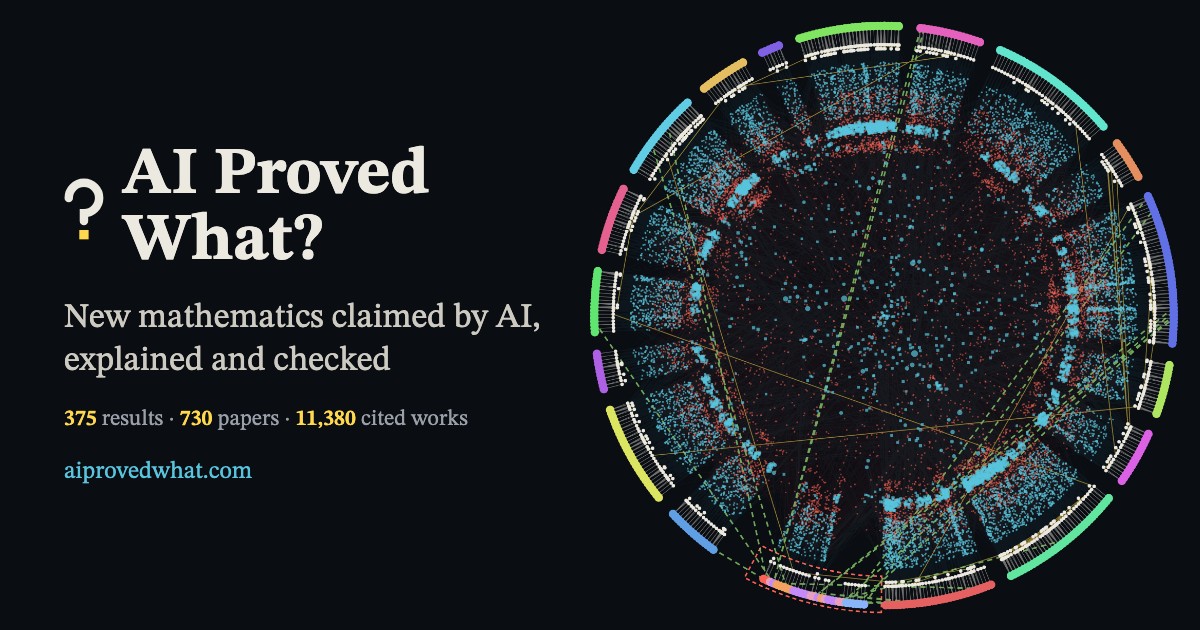 ? AI Proved
What?
New mathematics claimed by AI,
explained and checked
375 results · 730 papers · 11,380 cited works
aiprovedwhat.com